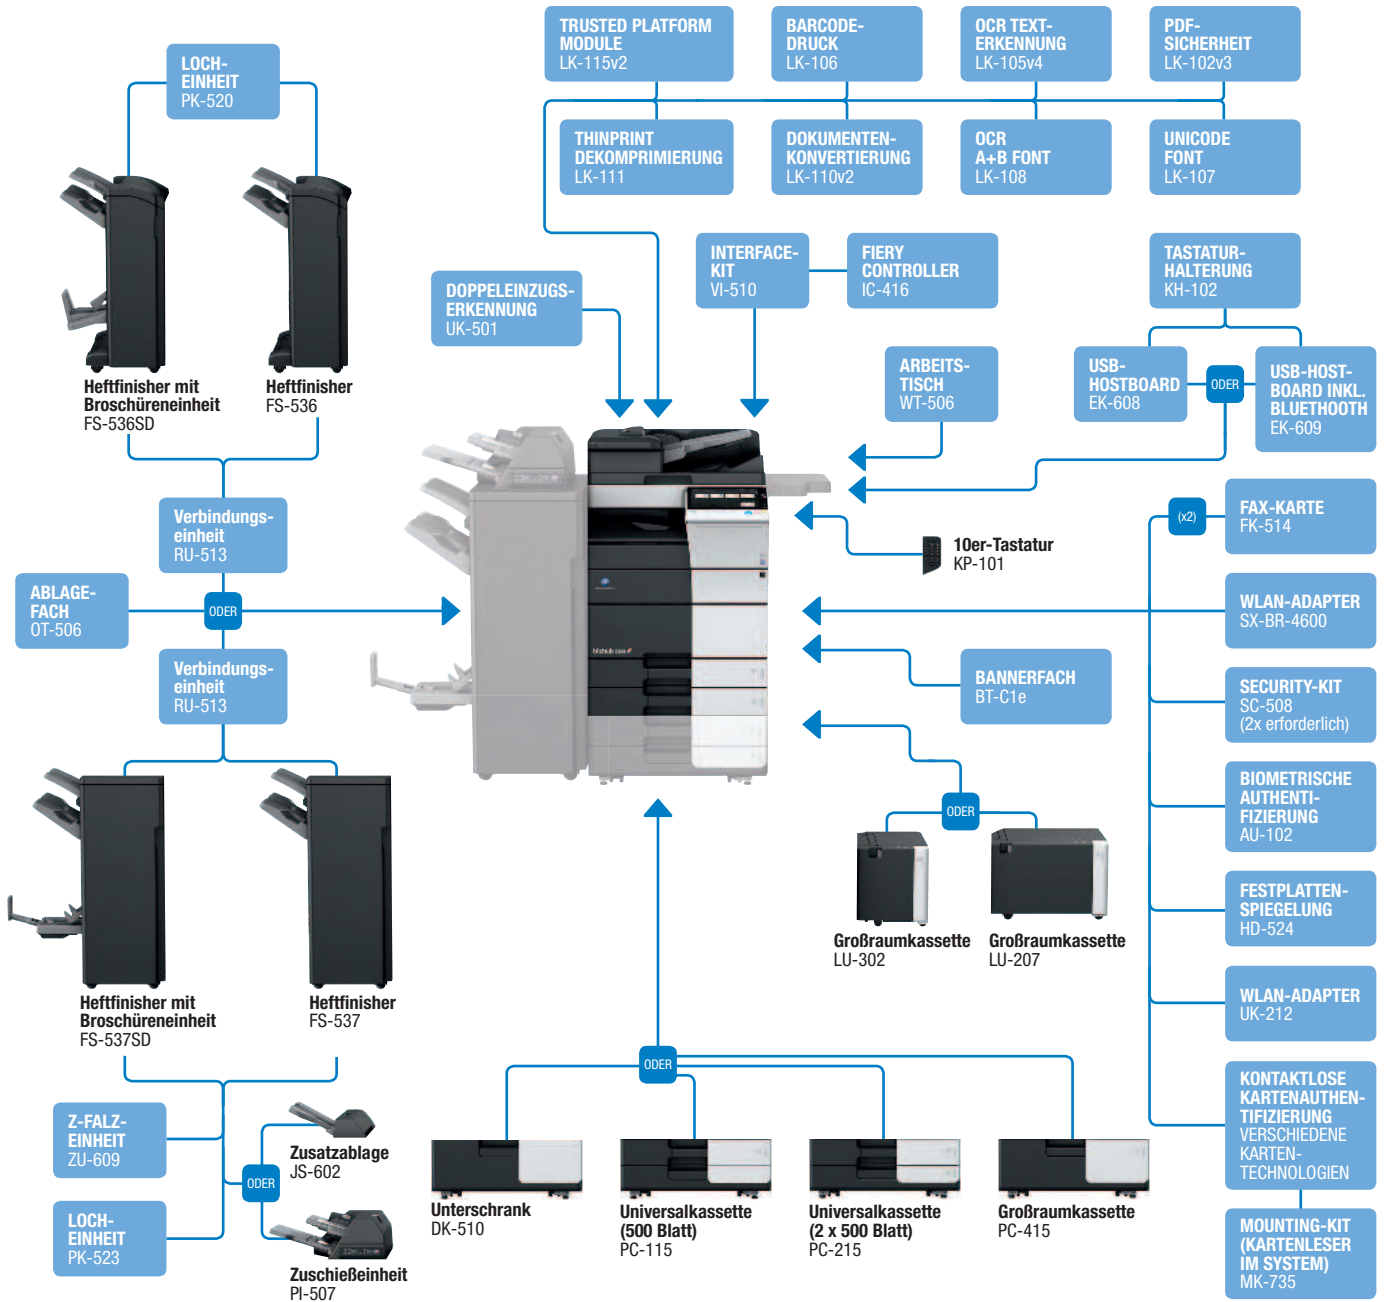 TRUSTED PLATFORM
MODULE
LK-115v2
BARCODE-
DRUCK
LK-106
OCR TEXT-
ERKENNUNG
LK-105v4
PDF-
SICHERHEIT
LK-102v3
LOCH-
EINHEIT
PK-520
THINPRINT
DEKOMPRIMIERUNG
LK-111
DOKUMENTEN-
KONVERTIERUNG
LK-110v2
OCR
A+B FONT
LK-108
UNICODE
FONT
LK-107
INTERFACE-
KIT
VI-510
FIERY
CONTROLLER
IC-416
TASTATUR-
HALTERUNG
KH-102
DOPPELEINZUGS-
ERKENNUNG
UK-501
ARBEITS-
TISCH
WT-506
USB-
HOSTBOARD
EK-608
ODER
USB-HOST-
BOARD INKL.
BLUETHOOTH
EK-609
Heftfinisher mit
Broschüreneinheit
FS-536SD
Heftfinisher
FS-536
Verbindungs-
einheit
RU-513
10er-Tastatur
KP-101
(x2)
FAX-KARTE
FK-514
ABLAGE-
FACH
OT-506
ODER
WLAN-ADAPTER
SX-BR-4600
Verbindungs-
einheit
RU-513
bizhub
BANNERFACH
BT-C1e
SECURITY-KIT
SC-508
(2x erforderlich)
BIOMETRISCHE
AUTHENTI-
FIZIERUNG
AU-102
ODER
Großraumkassette
LU-302
Großraumkassette
LU-207
FESTPLATTEN-
SPIEGELUNG
HD-524
Heftfinisher mit
Broschüreneinheit
FS-537SD
Heftfinisher
FS-537
WLAN-ADAPTER
UK-212
ODER
KONTAKTLOSE
KARTENAUTHEN-
TIFIZIERUNG
VERSCHIEDENE
KARTEN-
TECHNOLOGIEN
Z-FALZ-
EINHEIT
ZU-609
Zusatzablage
JS-602
ODER
LOCH-
EINHEIT
PK-523
Zuschießeinheit
PI-507
Unterschrank
DK-510
Universalkassette
(500 Blatt)
PC-115
Universalkassette
(2 x 500 Blatt)
PC-215
Großraumkassette
PC-415
MOUNTING-KIT
(KARTENLESER
IM SYSTEM)
MK-735